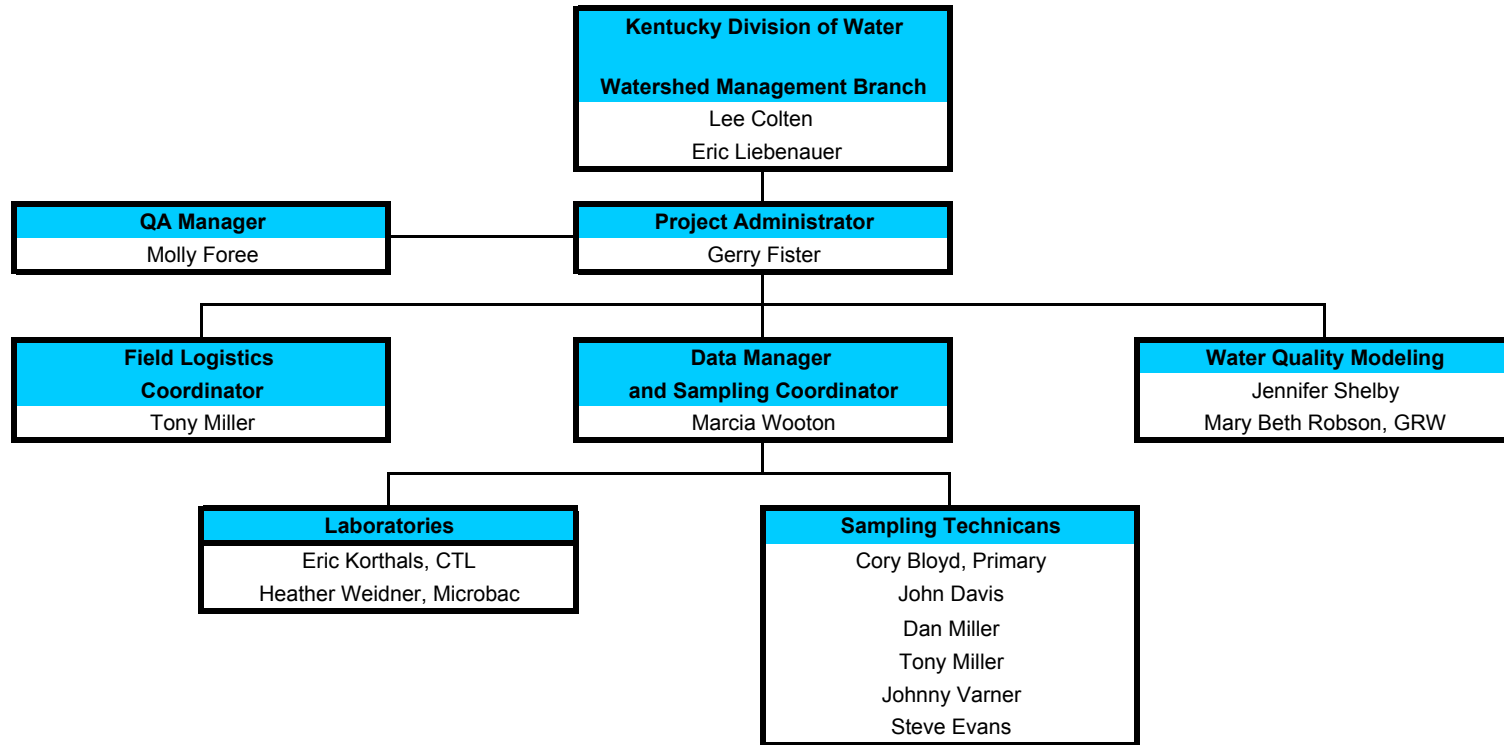 Kentucky Division of Water
Watershed Management Branch
Lee Colten
Eric Liebenauer
QA Manager
Molly Foree
Project Administrator
Gerry Fister
Field Logistics
Coordinator
Tony Miller
Data Manager
and Sampling Coordinator
Marcia Wooton
Water Quality Modeling
Jennifer Shelby
Mary Beth Robson, GRW
Laboratories
Eric Korthals, CTL
Heather Weidner, Microbac
Sampling Technicans
Cory Bloyd, Primary
John Davis
Dan Miller
Tony Miller
Johnny Varner
Steve Evans